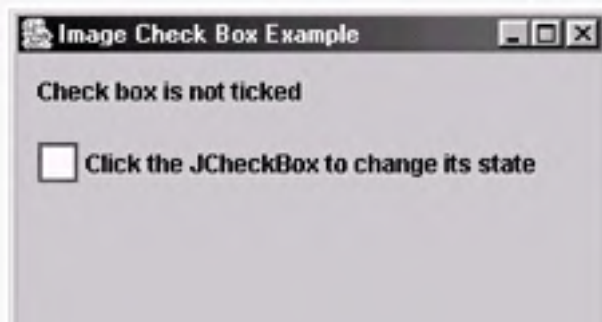 Image Check Box Example
Check box is not ticked
Click the JCheckBox to change its state